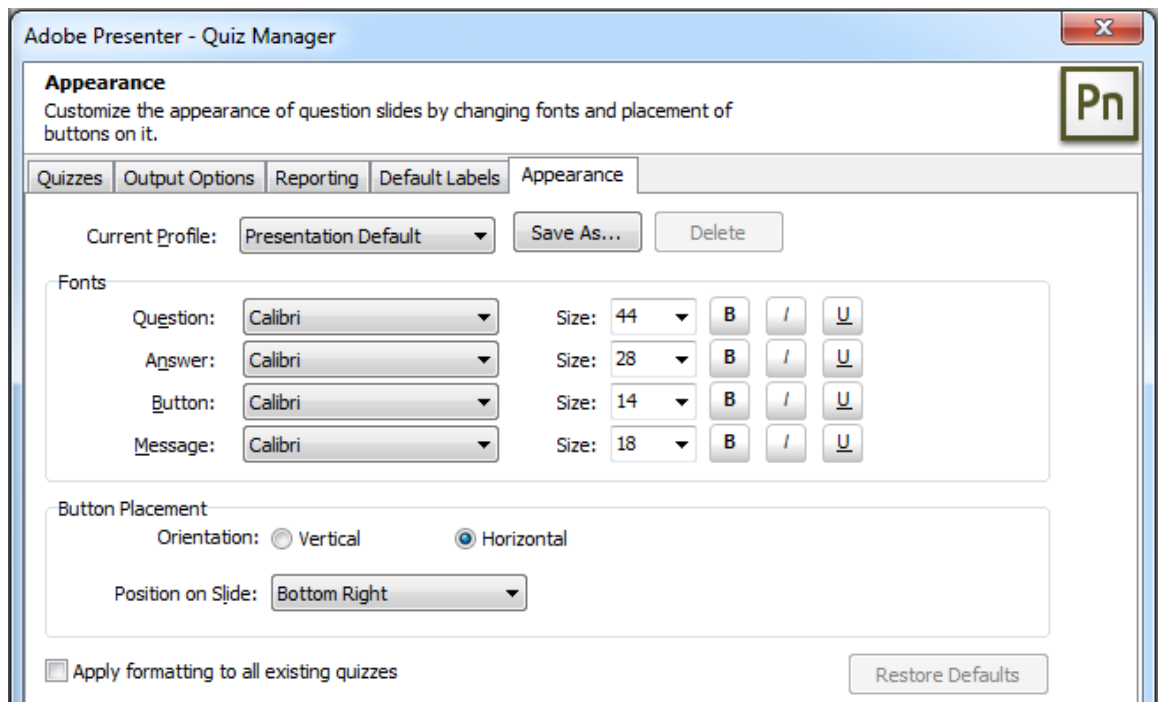 Adobe Presenter - Quiz Manager
X
Appearance
Customize the appearance of question slides by changing fonts and placement of
buttons on it.
Pn
Quizzes Output Options Reporting Default Labels Appearance
Current Profile: Presentation Default Save As... Delete
Fonts
Question: Calibri Size: 44 B I U
Answer: Calibri Size: 28 B I U
Button: Calibri Size: 14 B I U
Message: Calibri Size: 18 B I U
Button Placement
Orientation: Vertical Horizontal
Position on Slide: Bottom Right
Apply formatting to all existing quizzes Restore Defaults